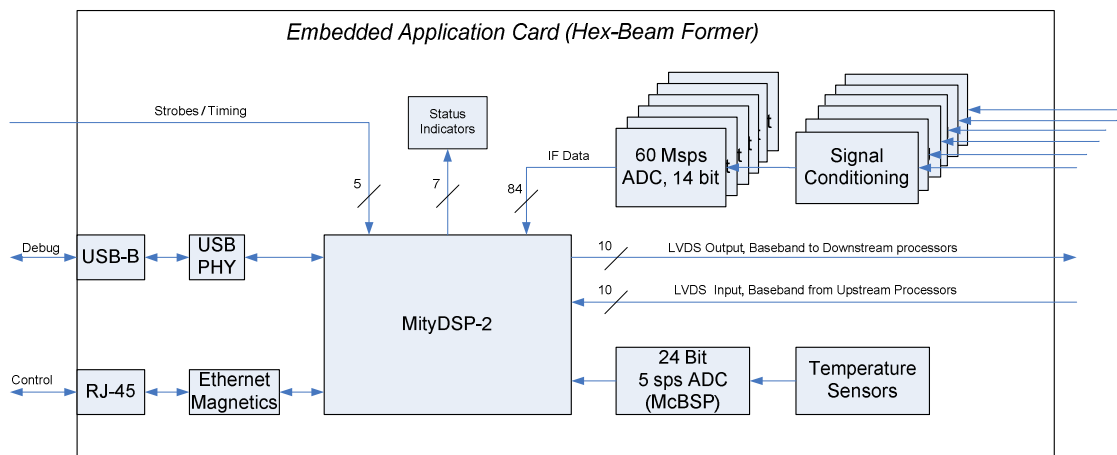 Embedded Application Card (Hex-Beam Former)
Strobes / Timing
Status
Indicators
60 Msps
ADC, 14 bit
t
t
t
t
t
Signal
Conditioning
IF Data
5
7
84
Debug
USB-B
USB
PHY
MityDSP-2
10
LVDS Output, Baseband to Downstream processors
10
LVDS Input, Baseband from Upstream Processors
Control
RJ-45
Ethernet
Magnetics
24 Bit
5 sps ADC
(McBSP)
Temperature
Sensors